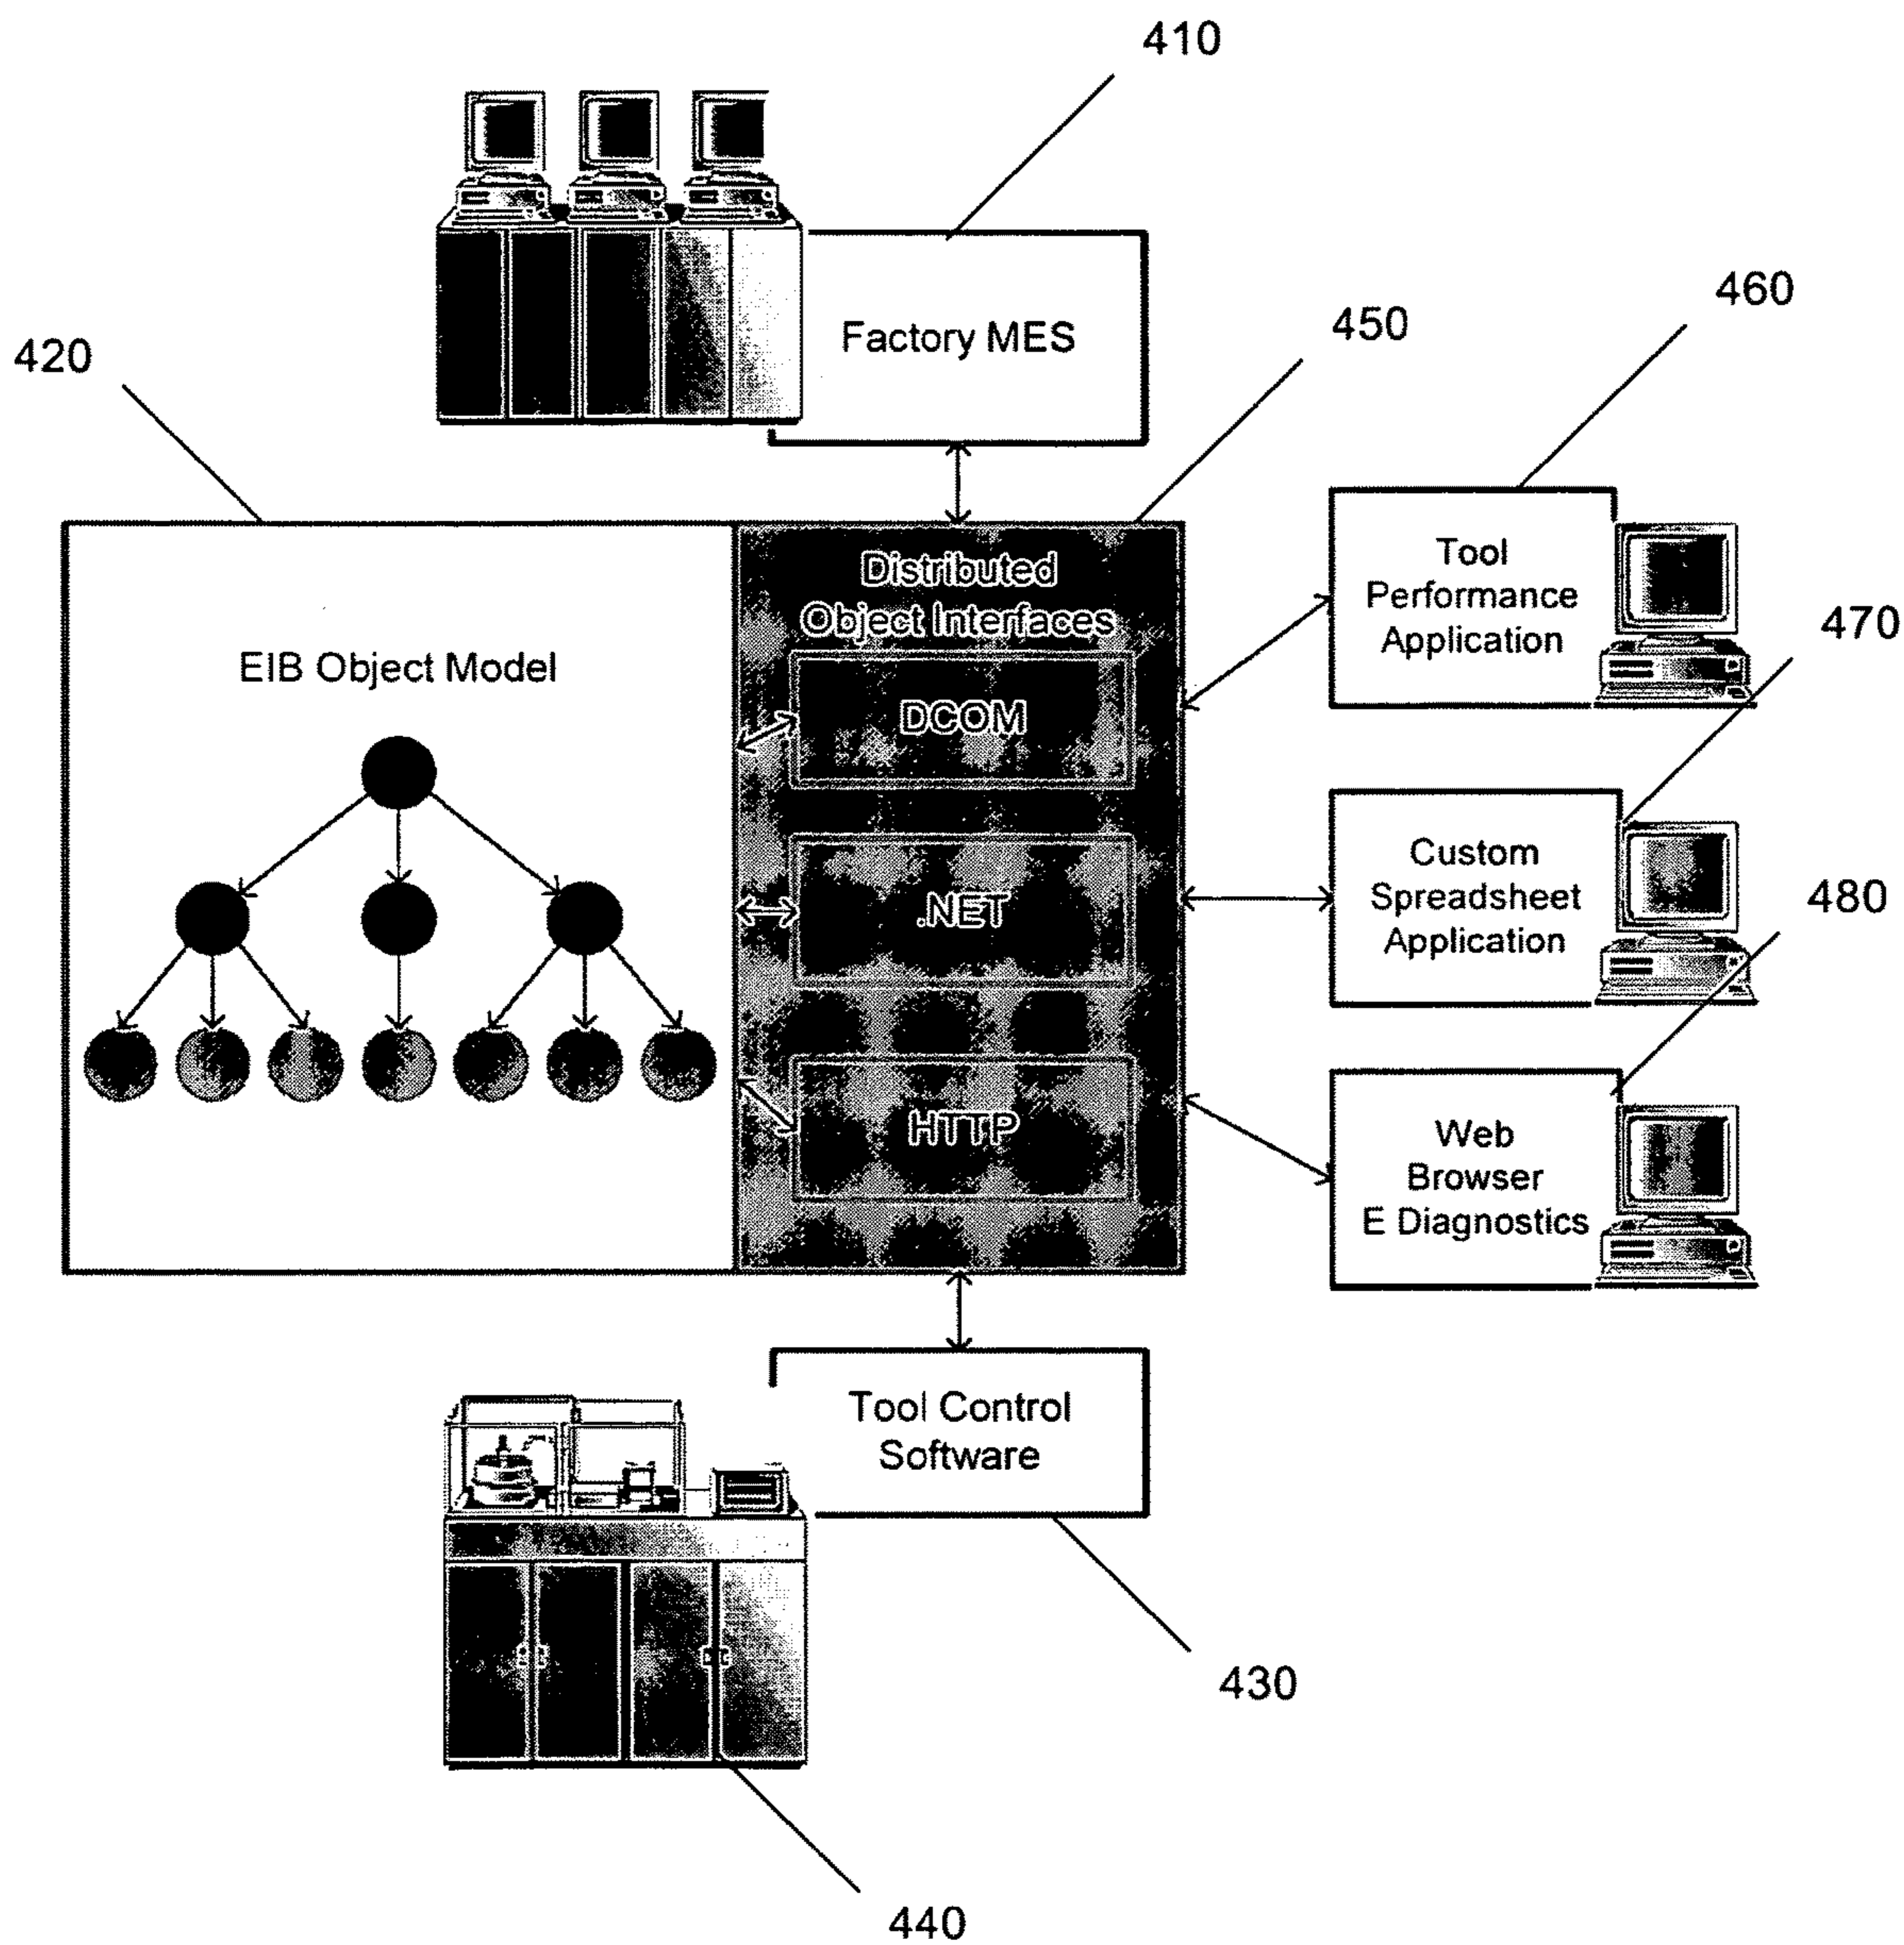 410
Factory MES
460
450
420
Distributed
Object Interfaces
Tool
Performance
Application
470
EIB Object Model
DCOM
Custom
Spreadsheet
Application
480
.NET
HTTP
Web
Browser
E Diagnostics
Tool Control
Software
430
440